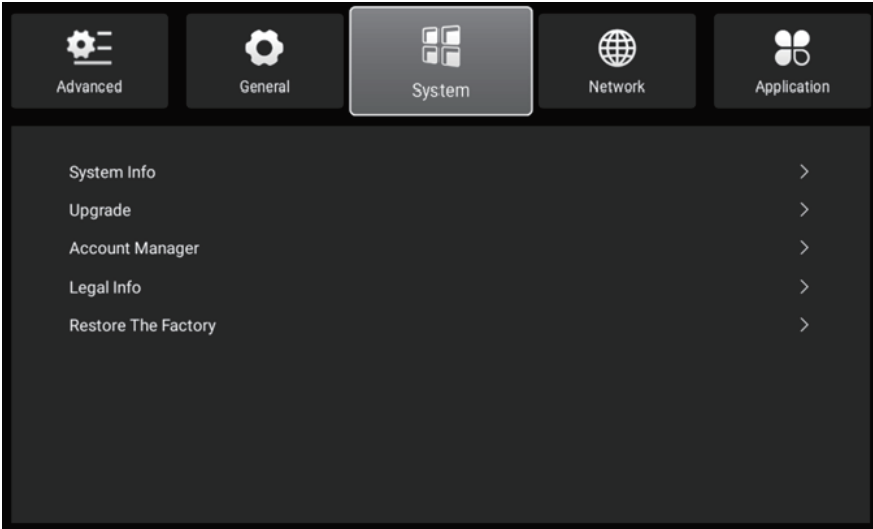 Advanced
General
System
Network
Application
System Info
Upgrade
Account Manager
Legal Info
Restore The Factory